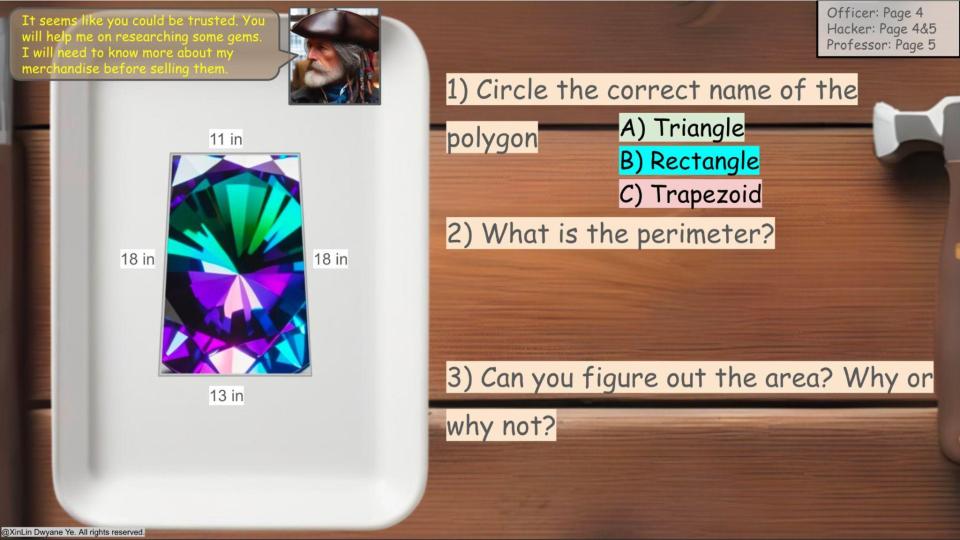 It seems like you could be trusted. You
will help me on researching some gems.
I will need to know more about my
merchandise before selling them.
Officer: Page 4
Hacker: Page 4&5
Professor: Page 5
1) Circle the correct name of the
polygon
A) Triangle
B) Rectangle
C) Trapezoid
2) What is the perimeter?
3) Can you figure out the area? Why or
why not?
11 in
18 in
18 in
13 in
@XinLin Dwyane Ye. All rights reserved.